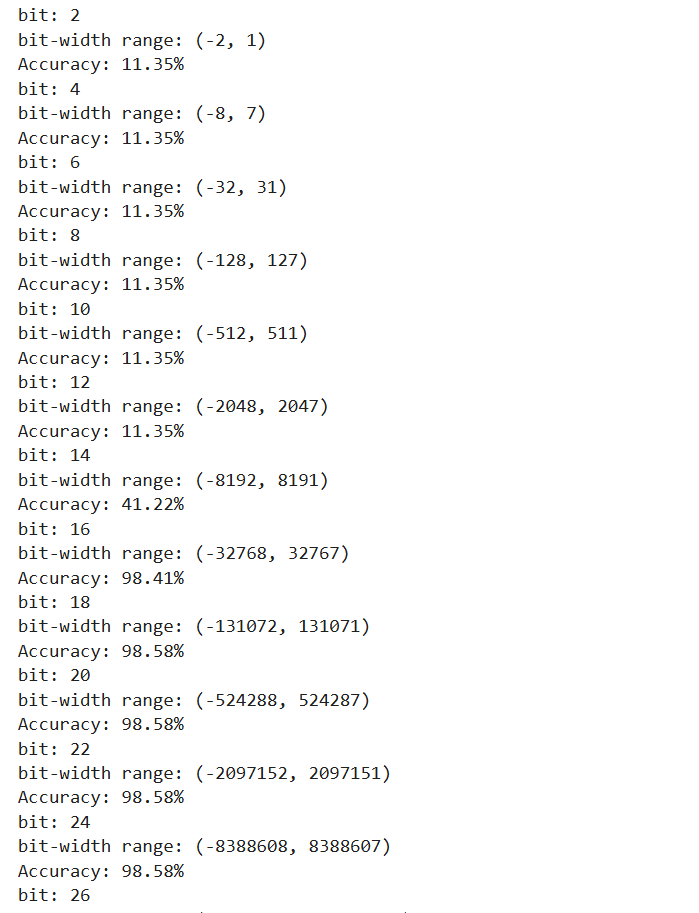 bit: 2
bit-width range: (-2, 1)
Accuracy: 11.35%
bit: 4
bit-width range: (-8, 7)
Accuracy: 11.35%
bit: 6
bit-width range: (-32, 31)
Accuracy: 11.35%
bit: 8
bit-width range: (-128, 127)
Accuracy: 11.35%
bit: 10
bit-width range: (-512, 511)
Accuracy: 11.35%
bit: 12
bit-width range: (-2048, 2047)
Accuracy: 11.35%
bit: 14
bit-width range: (-8192, 8191)
Accuracy: 41.22%
bit: 16
bit-width range: (-32768, 32767)
Accuracy: 98.41%
bit: 18
bit-width range: (-131072, 131071)
Accuracy: 98.58%
bit: 20
bit-width range: (-524288, 524287)
Accuracy: 98.58%
bit: 22
bit-width range: (-2097152, 2097151)
Accuracy: 98.58%
bit: 24
bit-width range: (-8388608, 8388607)
Accuracy: 98.58%
bit: 26